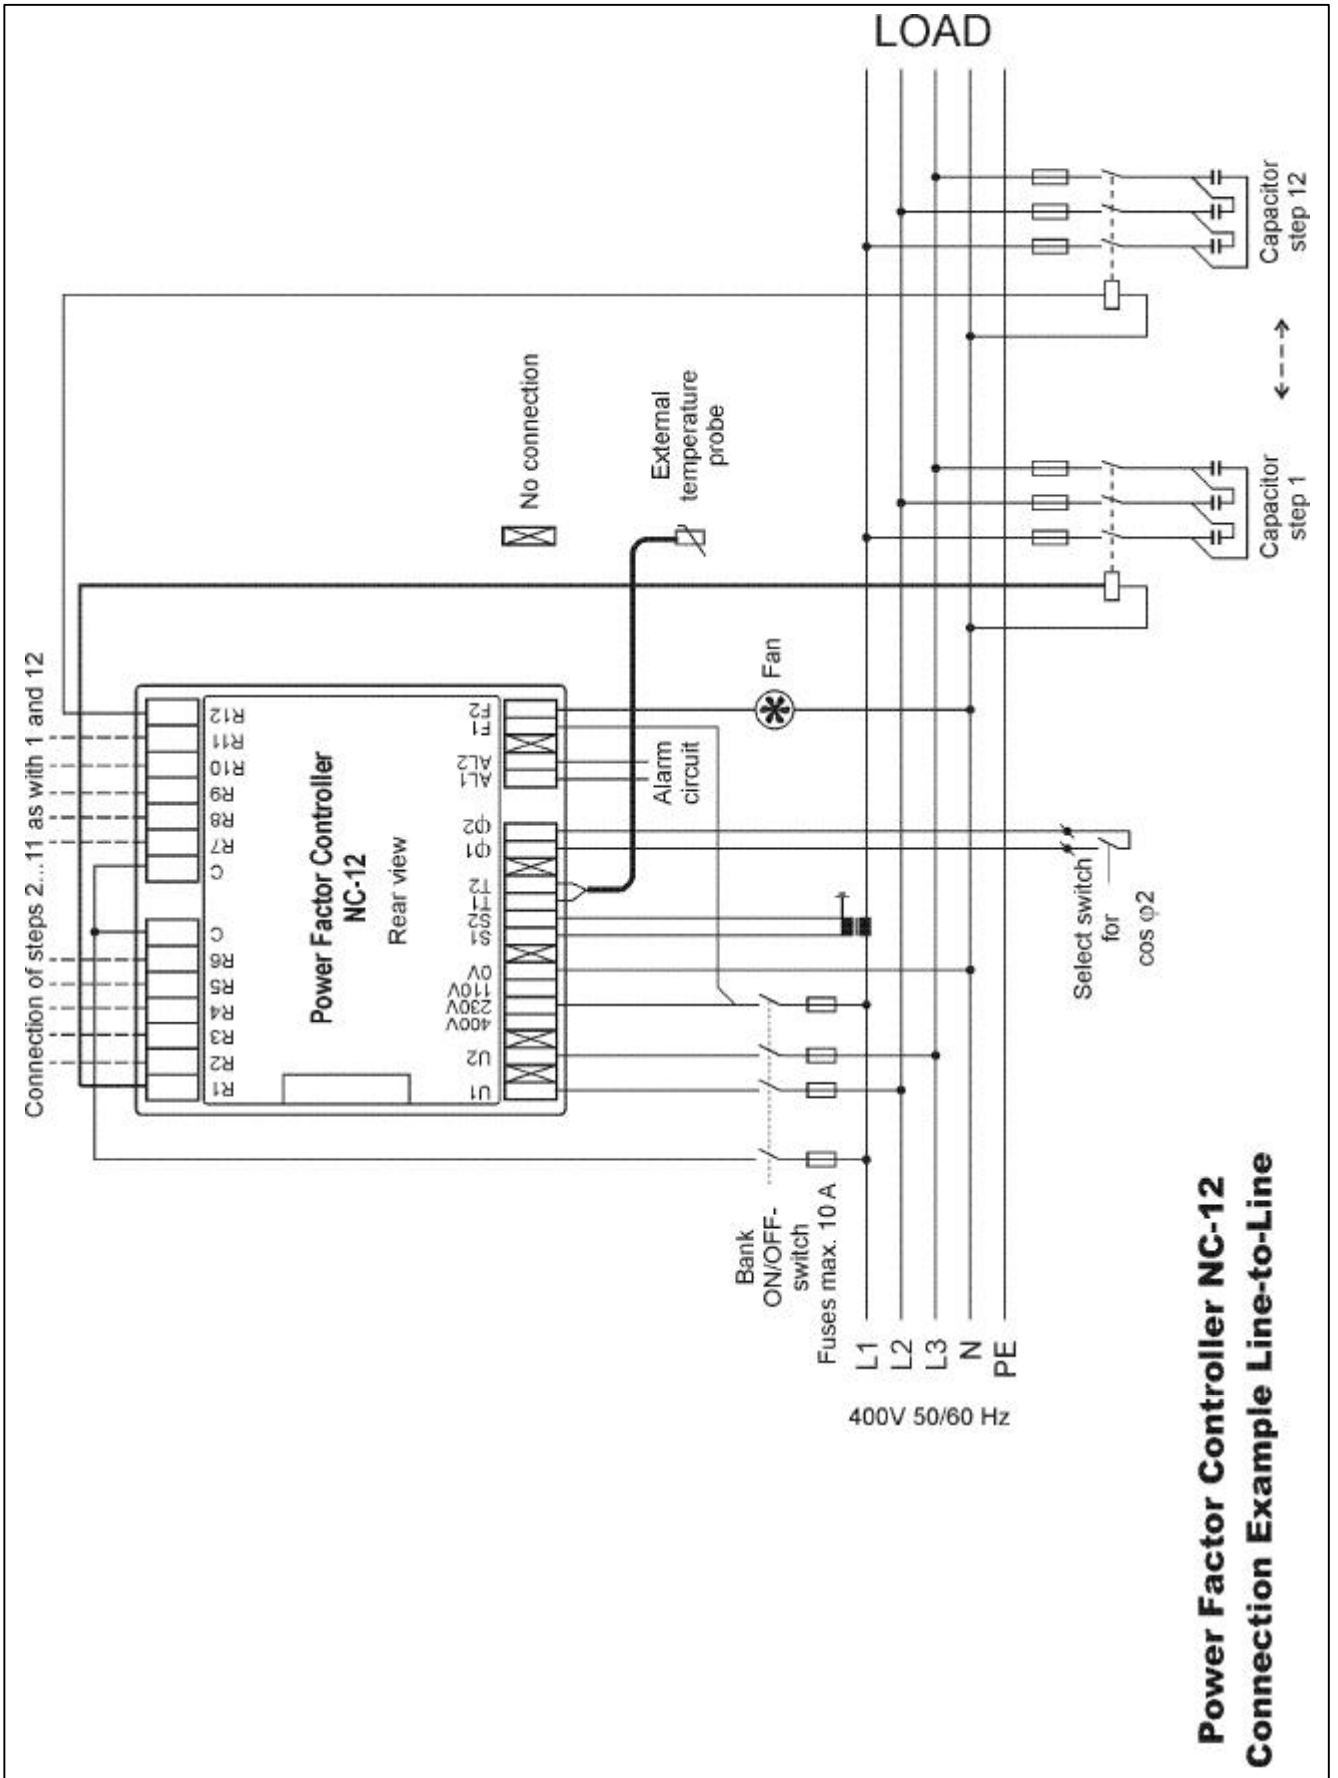 LOAD
Connection of steps 2...11 as with 1 and 12
R1
R2
R3
R4
R5
R6
C
C
R7
R8
R9
R10
R11
R12
Power Factor Controller
NC-12
Rear view
U1
U2
400V
230V
110V
0V
S1
S2
T1
T2
φ1
φ2
AL1
AL2
F1
F2
No connection
External
temperature
probe
Fan
Alarm
circuit
Bank
ON/OFF-
switch
Fuses max. 10 A
L1
L2
L3
N
PE
400V 50/60 Hz
Select switch
for
cos φ2
Capacitor
step 1
Capacitor
step 12
Power Factor Controller NC-12
Connection Example Line-to-Line